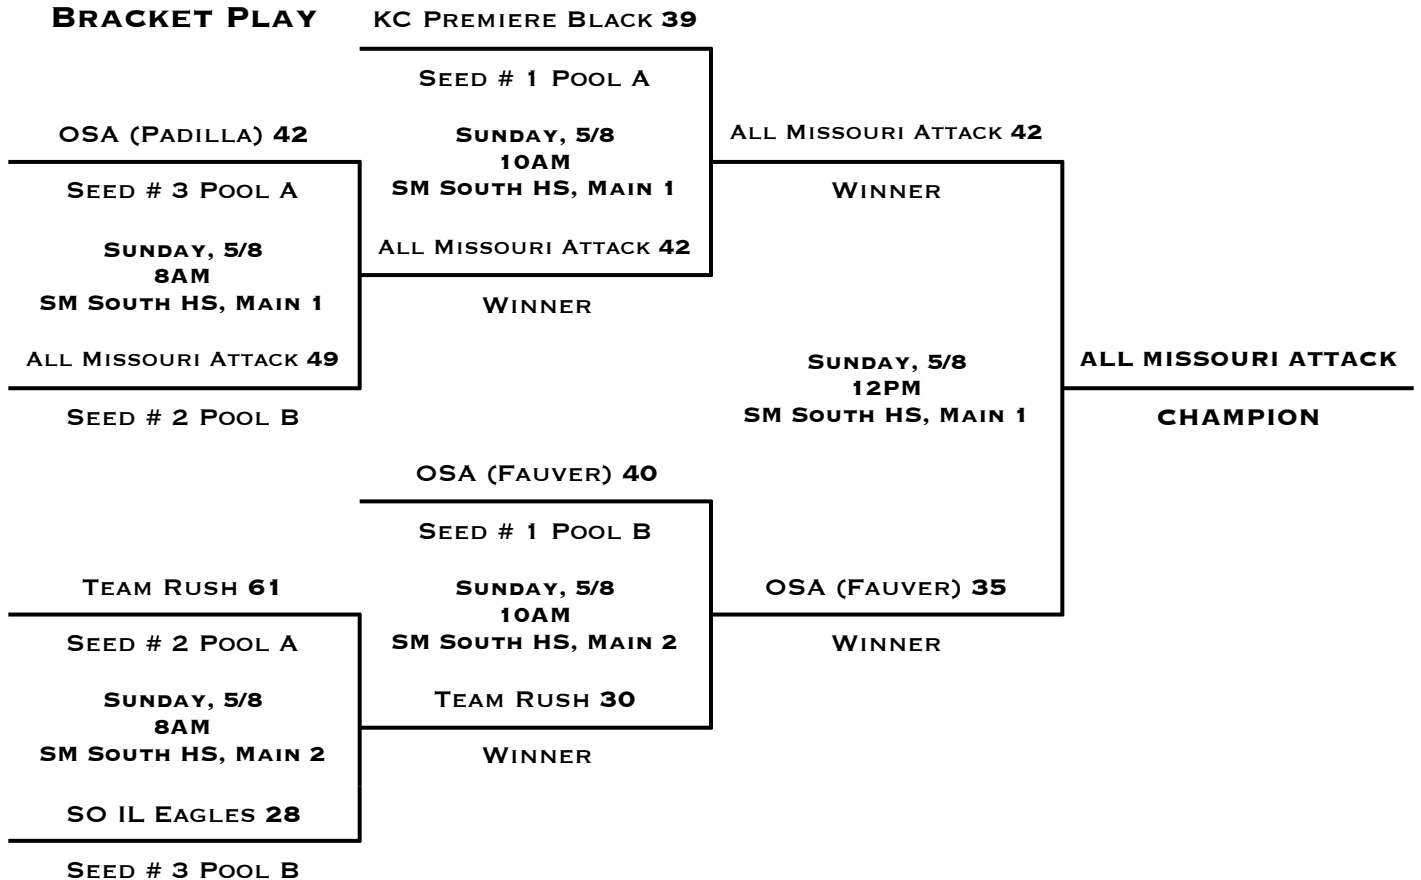 Bracket Play
KC Premiere Black 39
Seed # 1 Pool A
OSA (Padilla) 42
Seed # 3 Pool A
Sunday, 5/8
10AM
SM South HS, Main 1
All Missouri Attack 42
Winner
Sunday, 5/8
8AM
SM South HS, Main 1
All Missouri Attack 42
Winner
All Missouri Attack 49
Seed # 2 Pool B
Sunday, 5/8
12PM
SM South HS, Main 1
ALL MISSOURI ATTACK
CHAMPION
OSA (Fauver) 40
Seed # 1 Pool B
Team Rush 61
Seed # 2 Pool A
Sunday, 5/8
10AM
SM South HS, Main 2
OSA (Fauver) 35
Winner
Sunday, 5/8
8AM
SM South HS, Main 2
Team Rush 30
Winner
SO IL Eagles 28
Seed # 3 Pool B